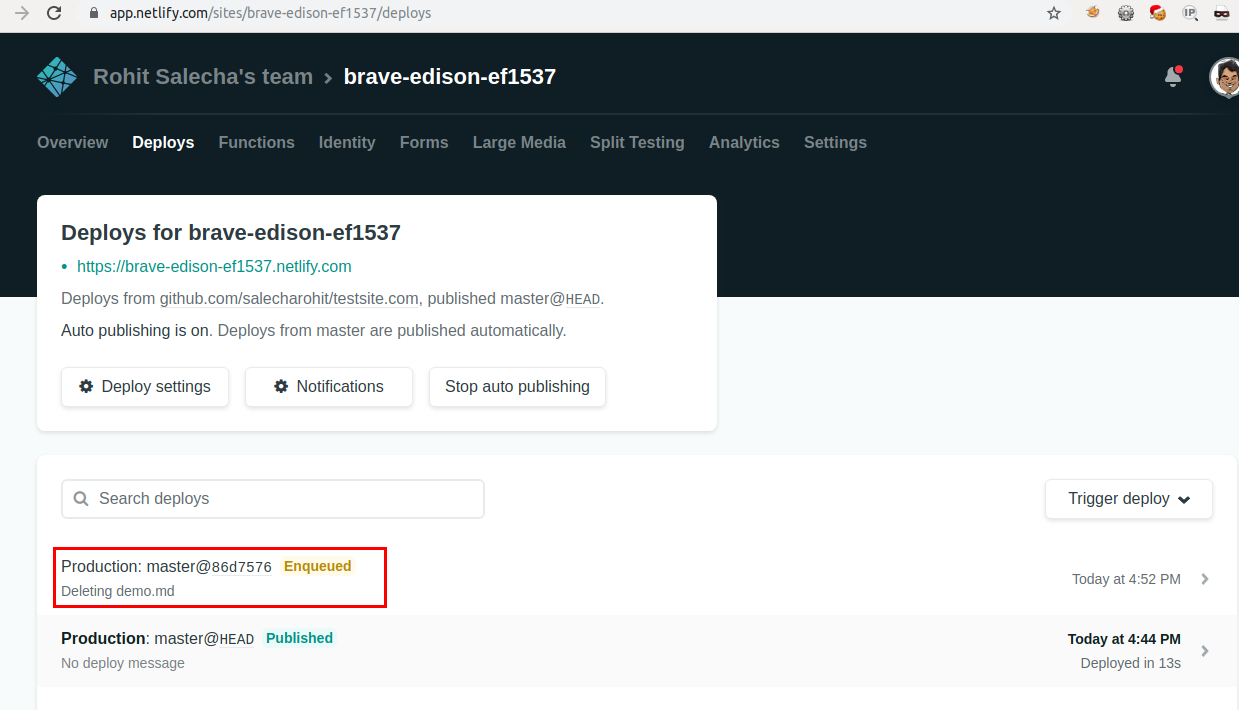 app.netlify.com/sites/brave-edison-ef1537/deploys
IP
Rohit Salecha's team › brave-edison-ef1537
Overview Deploys Functions Identity Forms Large Media Split Testing Analytics Settings
Deploys for brave-edison-ef1537
• https://brave-edison-ef1537.netlify.com
Deploys from github.com/salecharohit/testsite.com, published master@HEAD.
Auto publishing is on. Deploys from master are published automatically.
Deploy settings Notifications Stop auto publishing
Search deploys Trigger deploy
Production: master@86d7576 Enqueued
Deleting demo.md
Today at 4:52 PM
Production: master@HEAD Published
No deploy message
Today at 4:44 PM
Deployed in 13s